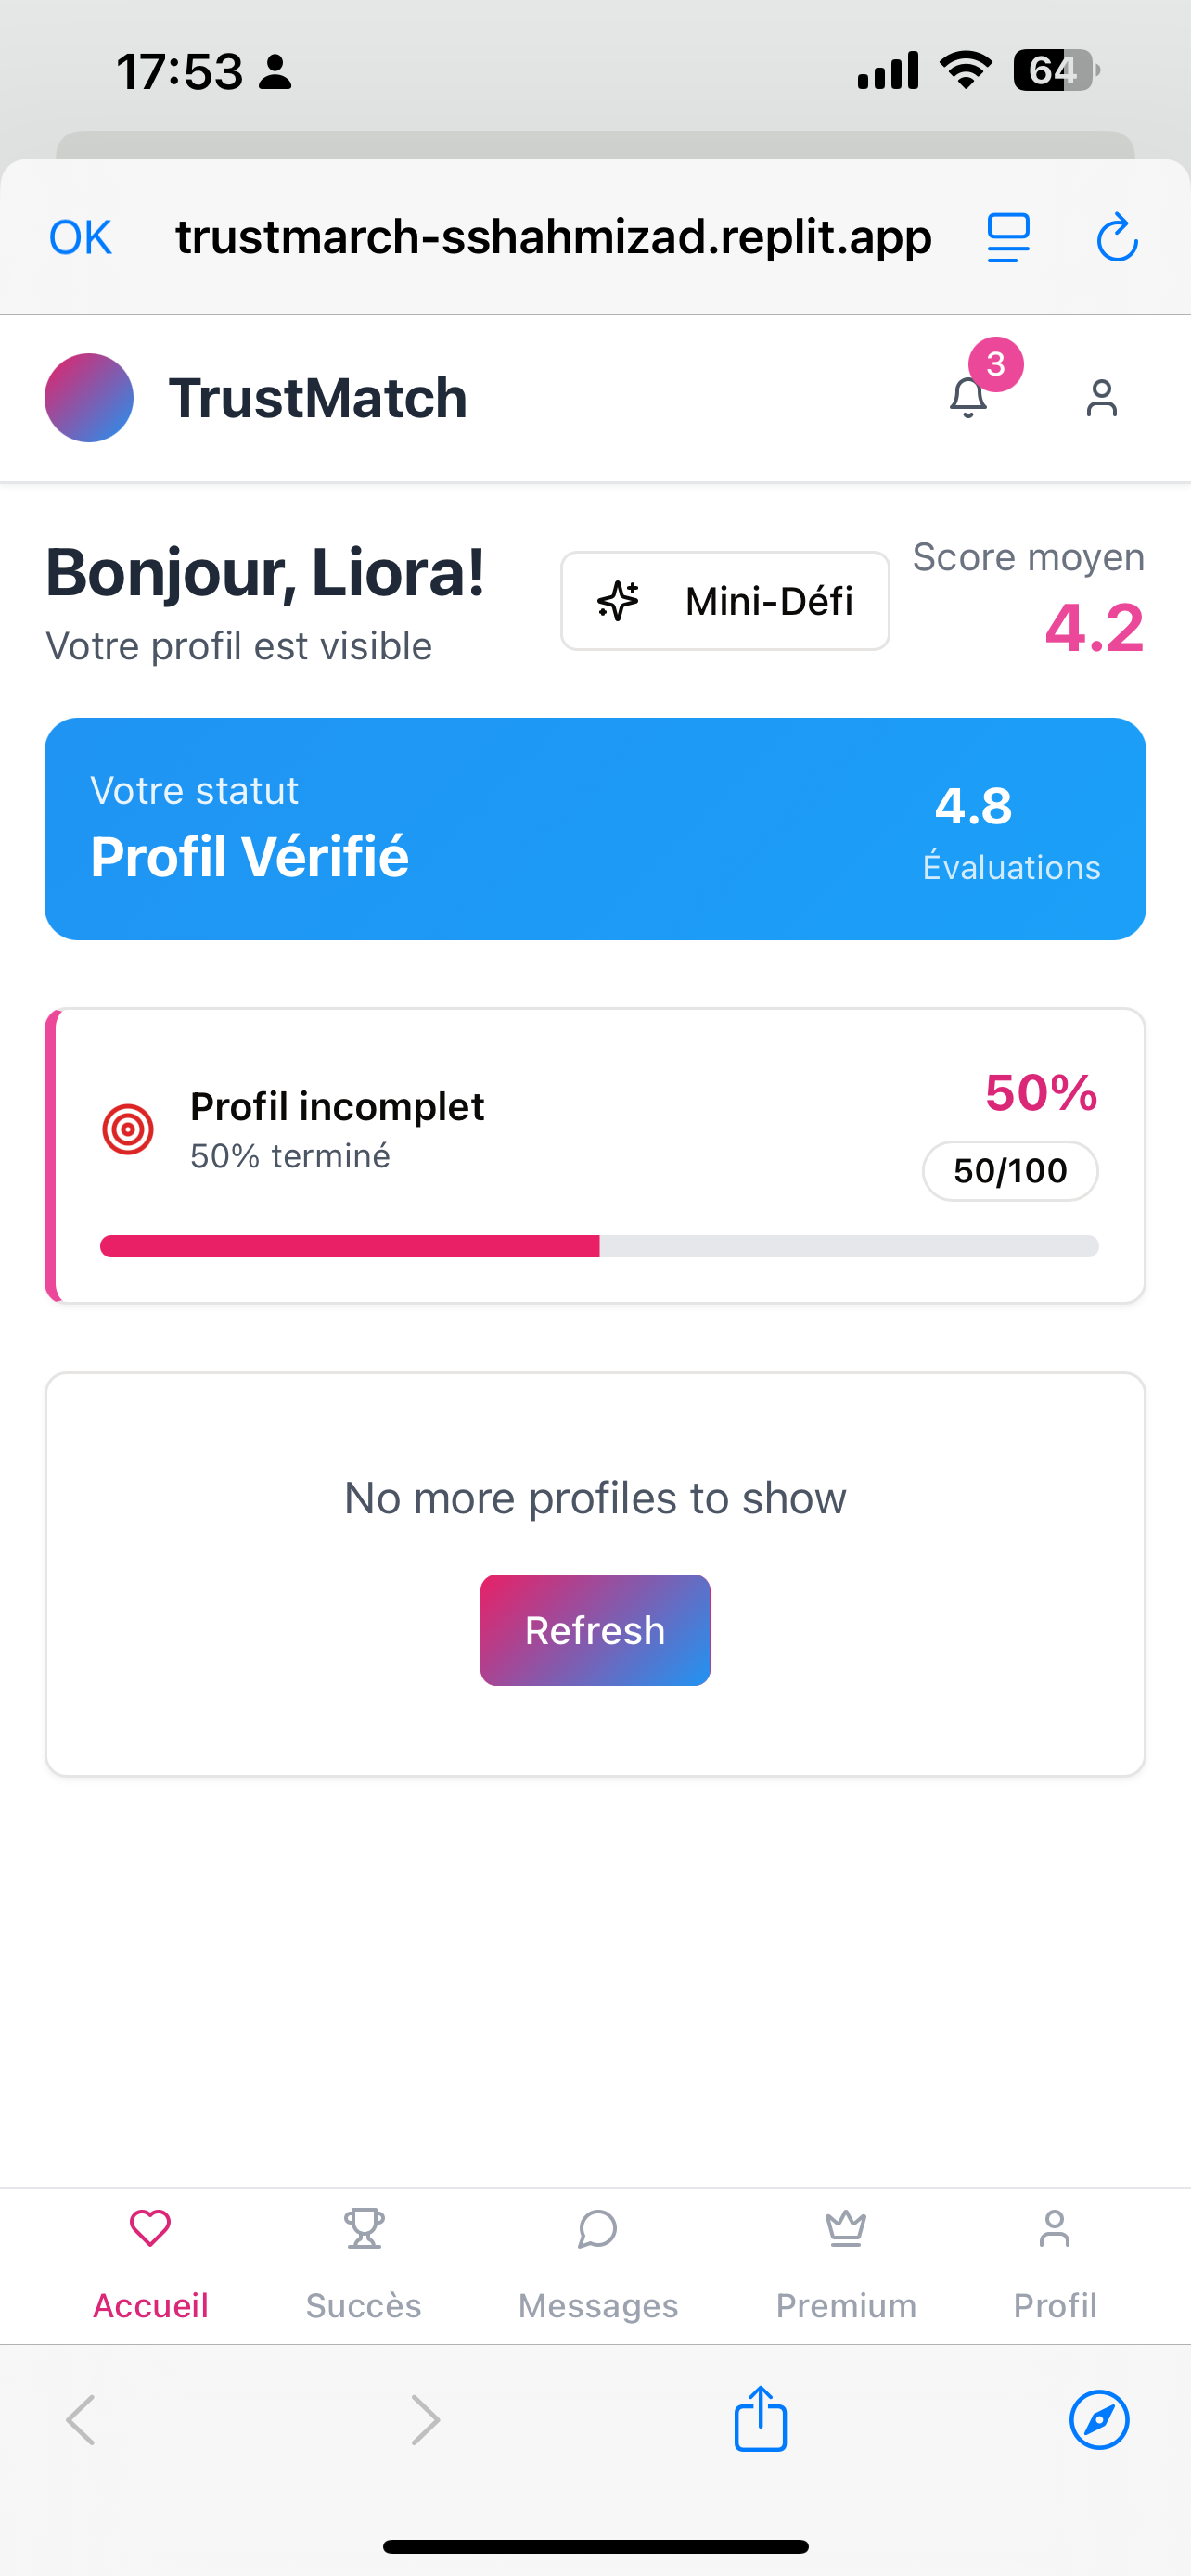 17:53
64
OK
trustmarch-sshahmizad.replit.app
TrustMatch
3
Bonjour, Liora!
Votre profil est visible
Mini-Défi
Score moyen
4.2
Votre statut
Profil Vérifié
4.8
Évaluations
Profil incomplet
50% terminé
50%
50/100
No more profiles to show
Refresh
Accueil
Succès
Messages
Premium
Profil